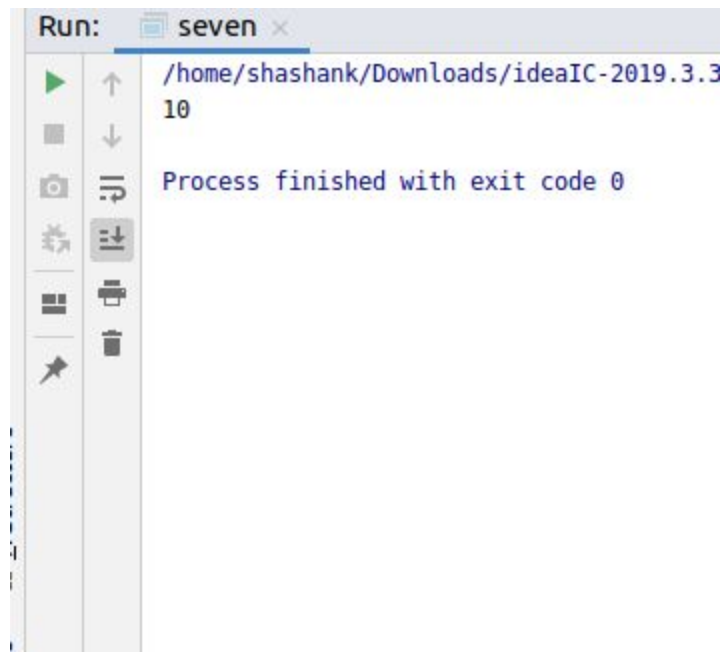 Run: seven ×
/home/shashank/Downloads/ideaIC-2019.3.3
10
Process finished with exit code 0